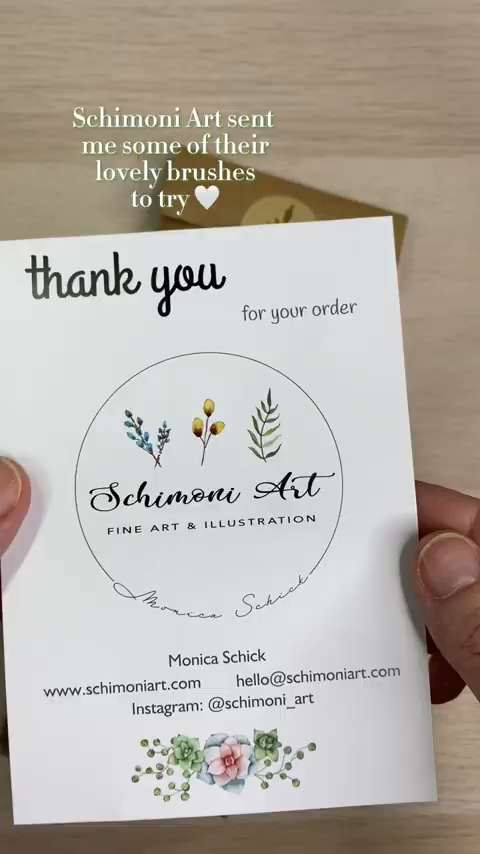 Schimoni Art sent
me some of their
lovely brushes
to try🤍
thank you
for your order
Schimoni Art
FINE ART & ILLUSTRATION
Monica Schick
Monica Schick
www.schimoniart.com hello@schimoniart.com
Instagram: @schimoni_art